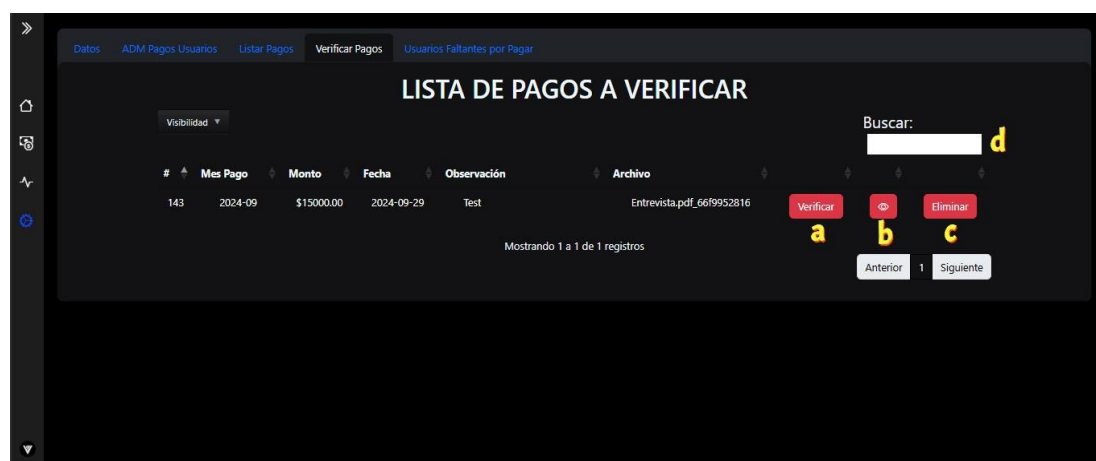 Datos ADM Pagos Usuarios Listar Pagos Verificar Pagos Usuarios Faltantes por Pagar
LISTA DE PAGOS A VERIFICAR
Visibilidad
Buscar:
d
# Mes Pago Monto Fecha Observación Archivo
143 2024-09 $15000.00 2024-09-29 Test Entrevista.pdf_66f9952816 Verificar Eliminar
a b c
Mostrando 1 a 1 de 1 registros
Anterior 1 Siguiente